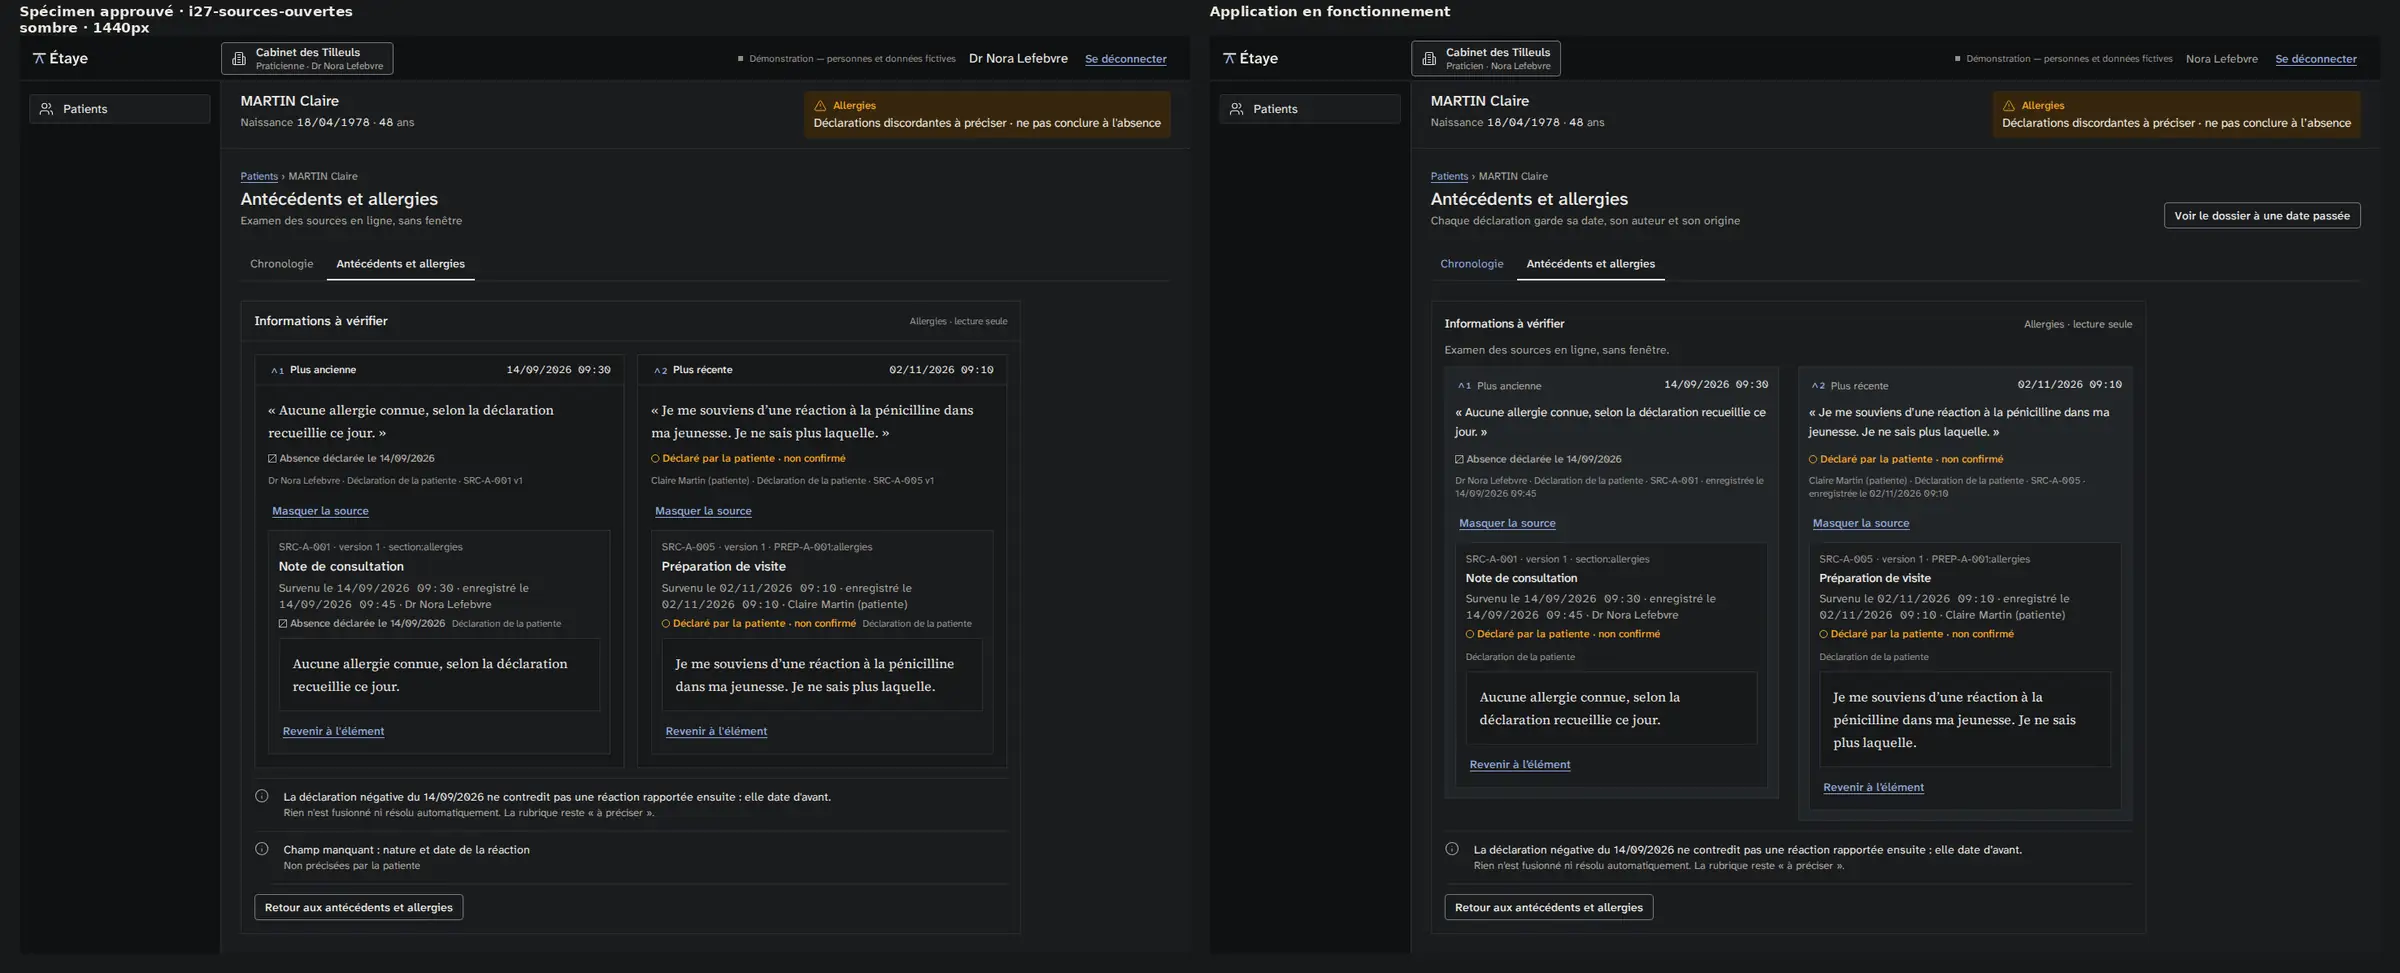 Spécimen approuvé · i27-sources-ouvertes
sombre · 1440px
Étaye
Cabinet des Tilleuls
Praticienne · Dr Nora Lefebvre
Démonstration — personnes et données fictives
Dr Nora Lefebvre
Se déconnecter
Patients
MARTIN Claire
Naissance 18/04/1978 · 48 ans
Allergies
Déclarations discordantes à préciser · ne pas conclure à l'absence
Patients › MARTIN Claire
Antécédents et allergies
Examen des sources en ligne, sans fenêtre
Chronologie
Antécédents et allergies
Informations à vérifier
Allergies · lecture seule
^1 Plus ancienne
14/09/2026 09:30
« Aucune allergie connue, selon la déclaration
recueillie ce jour. »
Absence déclarée le 14/09/2026
Dr Nora Lefebvre · Déclaration de la patiente · SRC-A-001 v1
Masquer la source
SRC-A-001 · version 1 · section:allergies
Note de consultation
Survenu le 14/09/2026 09:30 · enregistré le
14/09/2026 09:45 · Dr Nora Lefebvre
Absence déclarée le 14/09/2026 Déclaration de la patiente
Aucune allergie connue, selon la déclaration
recueillie ce jour.
Revenir à l'élément
^2 Plus récente
02/11/2026 09:10
« Je me souviens d'une réaction à la pénicilline dans
ma jeunesse. Je ne sais plus laquelle. »
Déclaré par la patiente · non confirmé
Claire Martin (patiente) · Déclaration de la patiente · SRC-A-005 v1
Masquer la source
SRC-A-005 · version 1 · PREP-A-001:allergies
Préparation de visite
Survenu le 02/11/2026 09:10 · enregistré le
02/11/2026 09:10 · Claire Martin (patiente)
Déclaré par la patiente · non confirmé Déclaration de la patiente
Je me souviens d'une réaction à la pénicilline
dans ma jeunesse. Je ne sais plus laquelle.
Revenir à l'élément
La déclaration négative du 14/09/2026 ne contredit pas une réaction rapportée ensuite : elle date d'avant.
Rien n'est fusionné ni résolu automatiquement. La rubrique reste « à préciser ».
Champ manquant : nature et date de la réaction
Non précisées par la patiente
Retour aux antécédents et allergies
Application en fonctionnement
Étaye
Cabinet des Tilleuls
Praticien · Nora Lefebvre
Démonstration — personnes et données fictives
Nora Lefebvre
Se déconnecter
Patients
MARTIN Claire
Naissance 18/04/1978 · 48 ans
Allergies
Déclarations discordantes à préciser · ne pas conclure à l'absence
Patients › MARTIN Claire
Antécédents et allergies
Chaque déclaration garde sa date, son auteur et son origine
Voir le dossier à une date passée
Chronologie
Antécédents et allergies
Informations à vérifier
Allergies · lecture seule
Examen des sources en ligne, sans fenêtre.
^1 Plus ancienne
14/09/2026 09:30
« Aucune allergie connue, selon la déclaration recueillie ce
jour. »
Absence déclarée le 14/09/2026
Dr Nora Lefebvre · Déclaration de la patiente · SRC-A-001 · enregistrée le
14/09/2026 09:45
Masquer la source
SRC-A-001 · version 1 · section:allergies
Note de consultation
Survenu le 14/09/2026 09:30 · enregistré le
14/09/2026 09:45 · Dr Nora Lefebvre
Déclaré par la patiente · non confirmé
Déclaration de la patiente
Aucune allergie connue, selon la
déclaration recueillie ce jour.
Revenir à l'élément
^2 Plus récente
02/11/2026 09:10
« Je me souviens d'une réaction à la pénicilline dans ma
jeunesse. Je ne sais plus laquelle. »
Déclaré par la patiente · non confirmé
Claire Martin (patiente) · Déclaration de la patiente · SRC-A-005 ·
enregistrée le 02/11/2026 09:10
Masquer la source
SRC-A-005 · version 1 · PREP-A-001:allergies
Préparation de visite
Survenu le 02/11/2026 09:10 · enregistré le
02/11/2026 09:10 · Claire Martin (patiente)
Déclaré par la patiente · non confirmé
Déclaration de la patiente
Je me souviens d'une réaction à la
pénicilline dans ma jeunesse. Je ne sais
plus laquelle.
Revenir à l'élément
La déclaration négative du 14/09/2026 ne contredit pas une réaction rapportée ensuite : elle date d'avant.
Rien n'est fusionné ni résolu automatiquement. La rubrique reste « à préciser ».
Retour aux antécédents et allergies